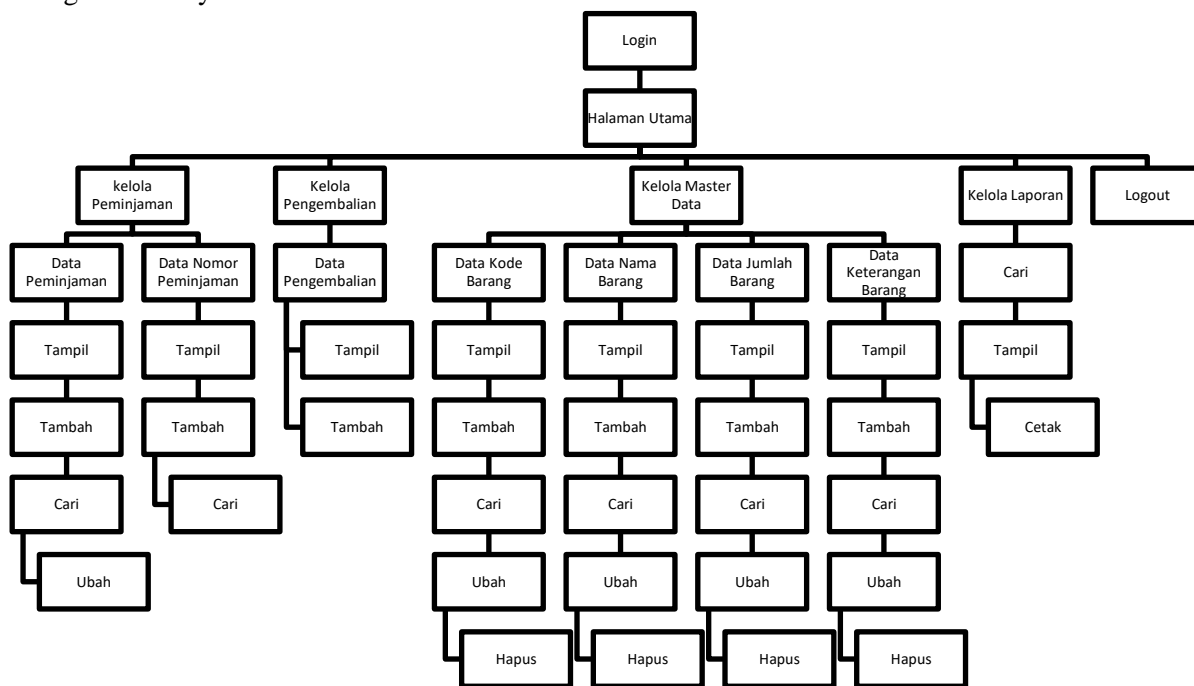 Login
Halaman Utama
kelola
Peminjaman
Kelola
Pengembalian
Kelola Master
Data
Kelola Laporan
Logout
Data
Peminjaman
Data Nomor
Peminjaman
Data
Pengembalian
Data Kode
Barang
Data Nama
Barang
Data Jumlah
Barang
Data
Keterangan
Barang
Cari
Tampil
Tampil
Tampil
Tampil
Tampil
Tampil
Tampil
Tampil
Tambah
Tambah
Tambah
Tambah
Tambah
Tambah
Tambah
Cetak
Cari
Cari
Cari
Cari
Cari
Cari
Ubah
Ubah
Ubah
Ubah
Ubah
Hapus
Hapus
Hapus
Hapus